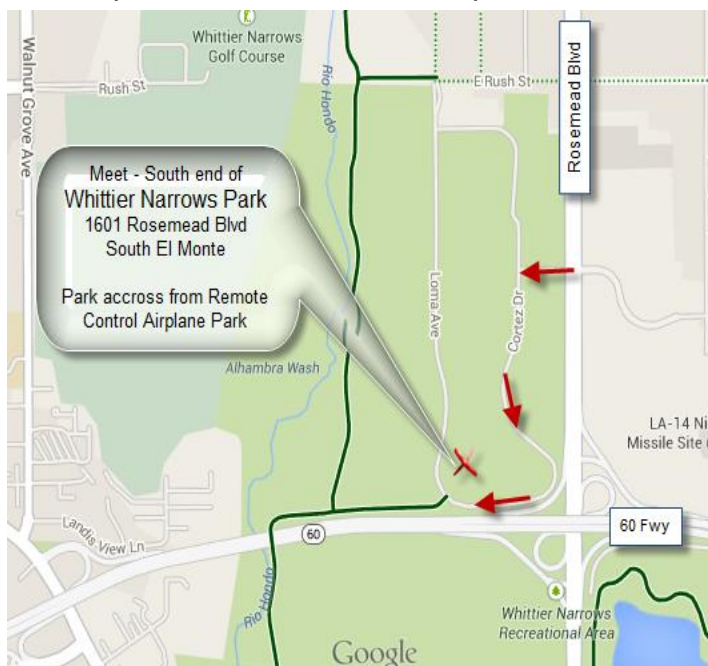 Whittier Narrows
Golf Course
Walnut Grove Ave
Rush St
Rio Hondo
E Rush St
Rosemead Blvd
Meet - South end of
Whittier Narrows Park
1601 Rosemead Blvd
South El Monte
Park accross from Remote
Control Airplane Park
Loma Ave
Cortez Dr
Alhambra Wash
LA-14 Ni
Missile Site
Landis View Ln
60
60 Fwy
Rio Hondo
Whittier Narrows
Recreational Area
Google